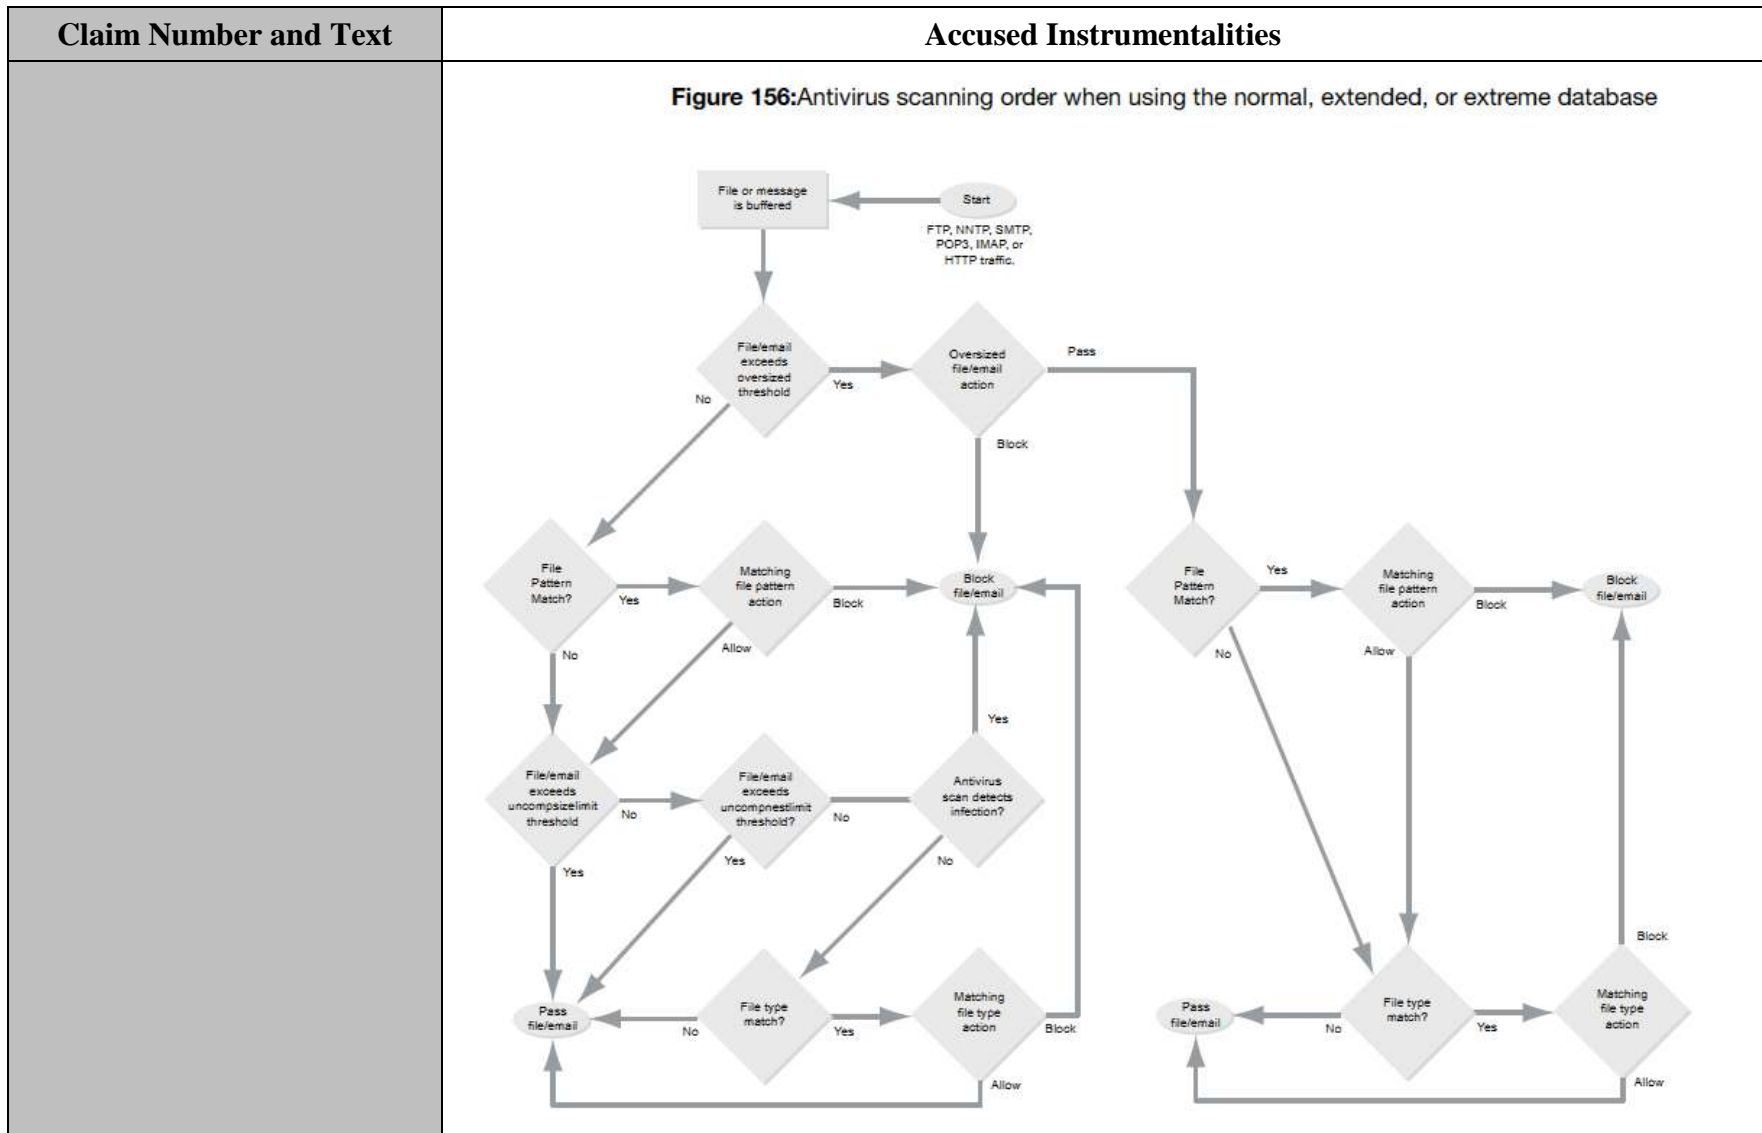 Claim Number and Text
Accused Instrumentalities
Figure 156:Antivirus scanning order when using the normal, extended, or extreme database
File or message
is buffered
Start
FTP, NNTP, SMTP,
POP3, IMAP, or
HTTP traffic.
File/email
exceeds
oversized
threshold
Yes
No
Oversized
file/email
action
Pass
Block
File
Pattern
Match?
Yes
No
Matching
file pattern
action
Block
Allow
Block
file/email
File
Pattern
Match?
Yes
No
Matching
file pattern
action
Block
Allow
Block
file/email
File/email
exceeds
uncompsizelimit
threshold
No
Yes
File/email
exceeds
uncompnestlimit
threshold?
No
Yes
Antivirus
scan detects
infection?
Yes
No
Pass
file/email
No
File type
match?
Yes
Matching
file type
action
Block
Allow
Pass
file/email
No
File type
match?
Yes
Matching
file type
action
Block
Allow